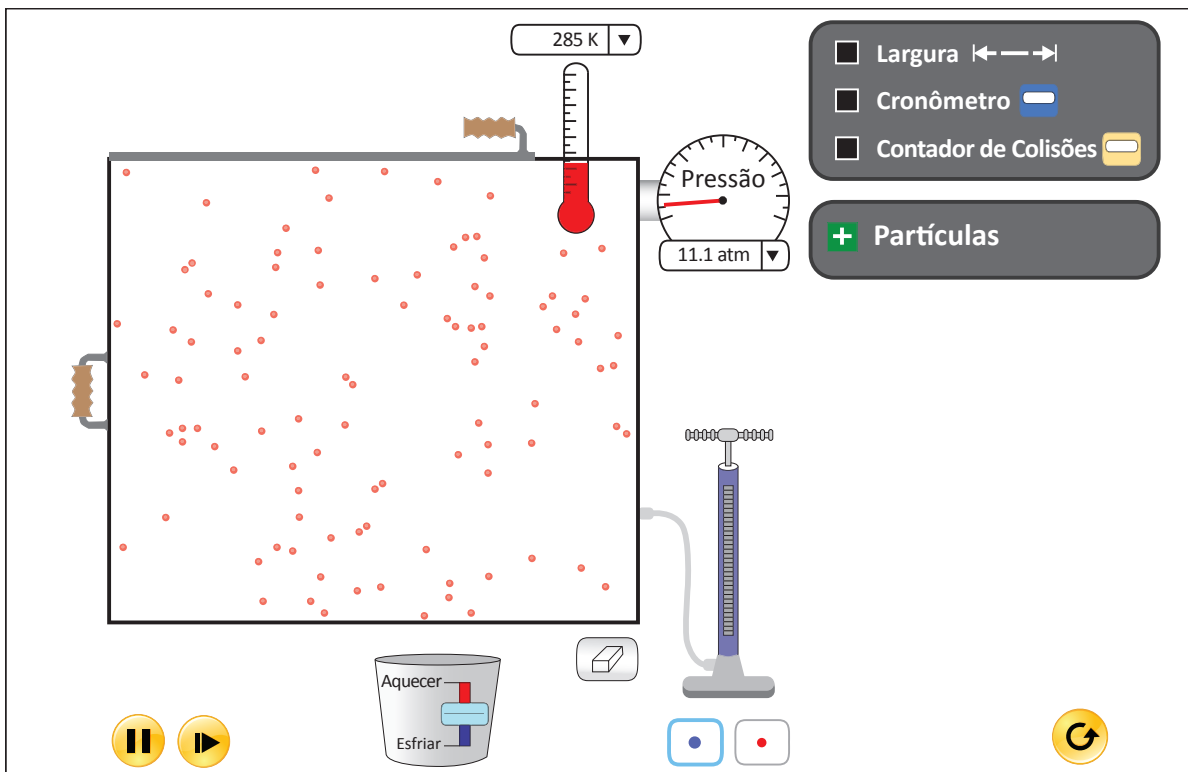 285 K
Largura
Cronômetro
Contador de Colisões
Pressão
11.1 atm
Partículas
Aquecer
Esfriar